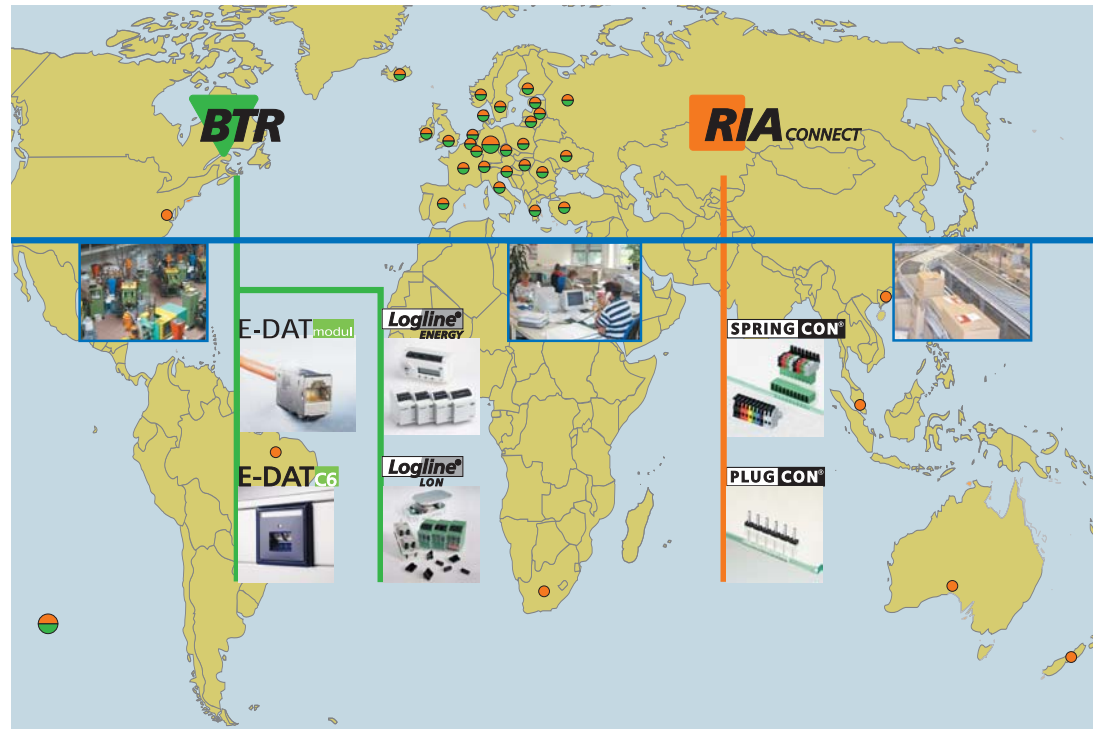 BTR
RIA CONNECT
E-DAT modul
Logline®
ENERGY
SPRING CON®
E-DAT C6
Logline®
LON
PLUG CON®